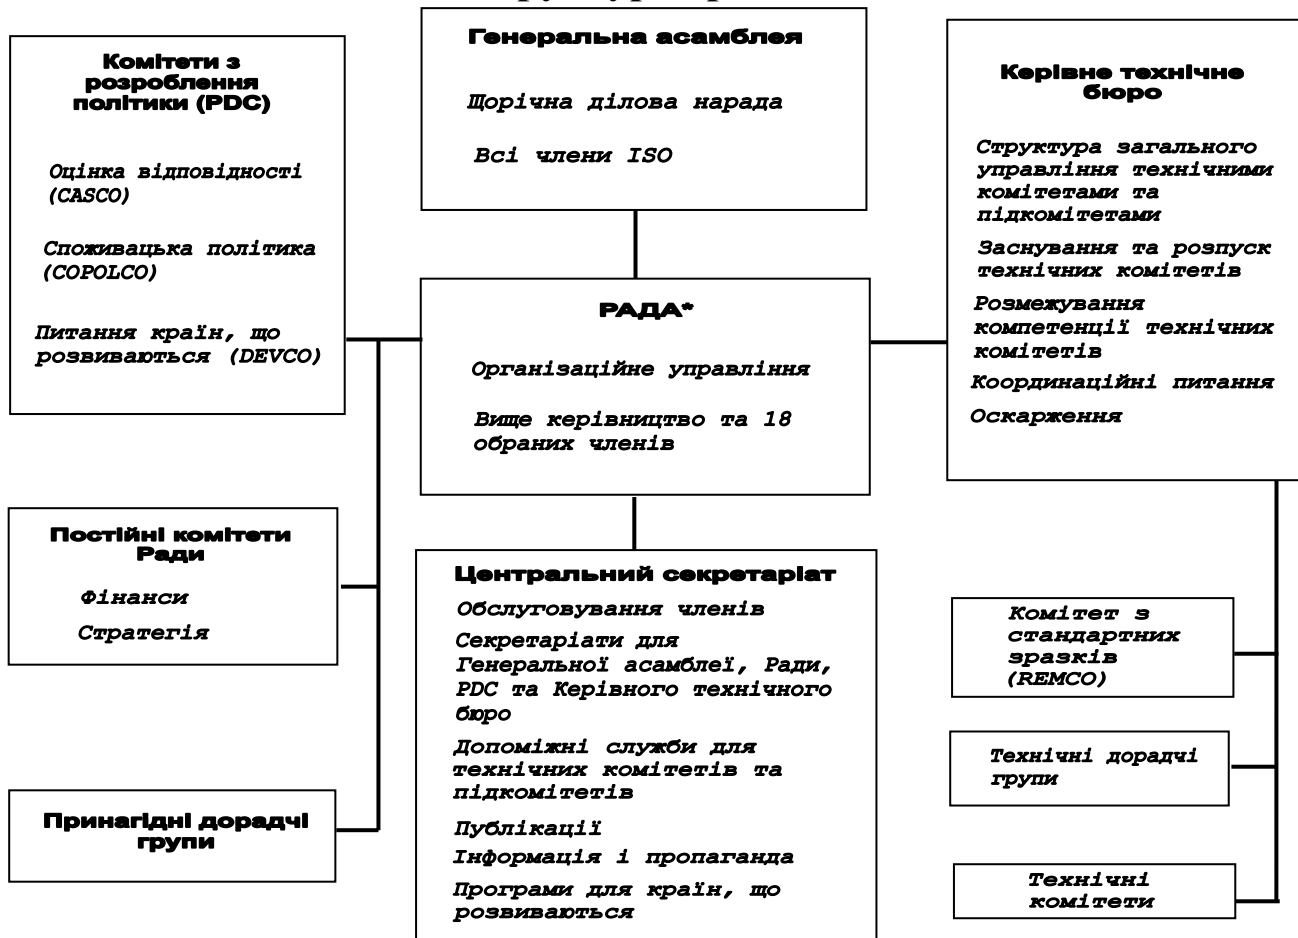 Комітети з
розроблення
політики (PDC)
Оцінка відповідності
(CASCO)
Споживацька політика
(COPOLCO)
Питання країн, що
розвиваються (DEVCO)
Генеральна асамблея
Щорічна ділова нарада
Всі члени ISO
Керівне технічне
бюро
Структура загального
управління технічними
комітетами та
підкомітетами
Заснування та розпуск
технічних комітетів
Розмежування
компетенції технічних
комітетів
Координаційні питання
Оскарження
РАДА*
Організаційне управління
Вище керівництво та 18
обраних членів
Постійні комітети
Ради
Фінанси
Стратегія
Принагідні дорадчі
групи
Центральний секретаріат
Обслуговування членів
Секретаріати для
Генеральної асамблеї, Ради,
PDC та Керівного технічного
бюро
Допоміжні служби для
технічних комітетів та
підкомітетів
Публікації
Інформація і пропаганда
Програми для країн, що
розвиваються
Комітет з
стандартних
зразків
(REMCO)
Технічні дорадчі
групи
Технічні
комітети